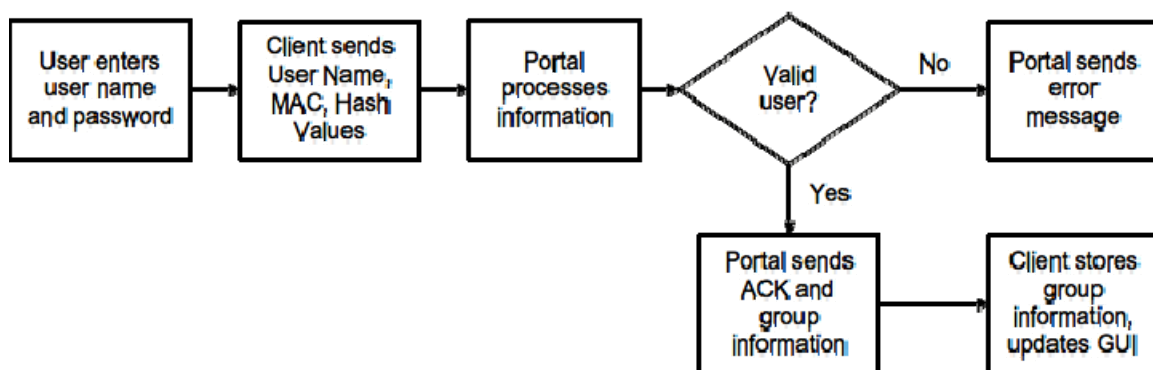 User enters
user name
and password
Client sends
User Name,
MAC, Hash
Values
Portal
processes
information
Valid
user?
No
Portal sends
error
message
Yes
Portal sends
ACK and
group
information
Client stores
group
information,
updates GUI